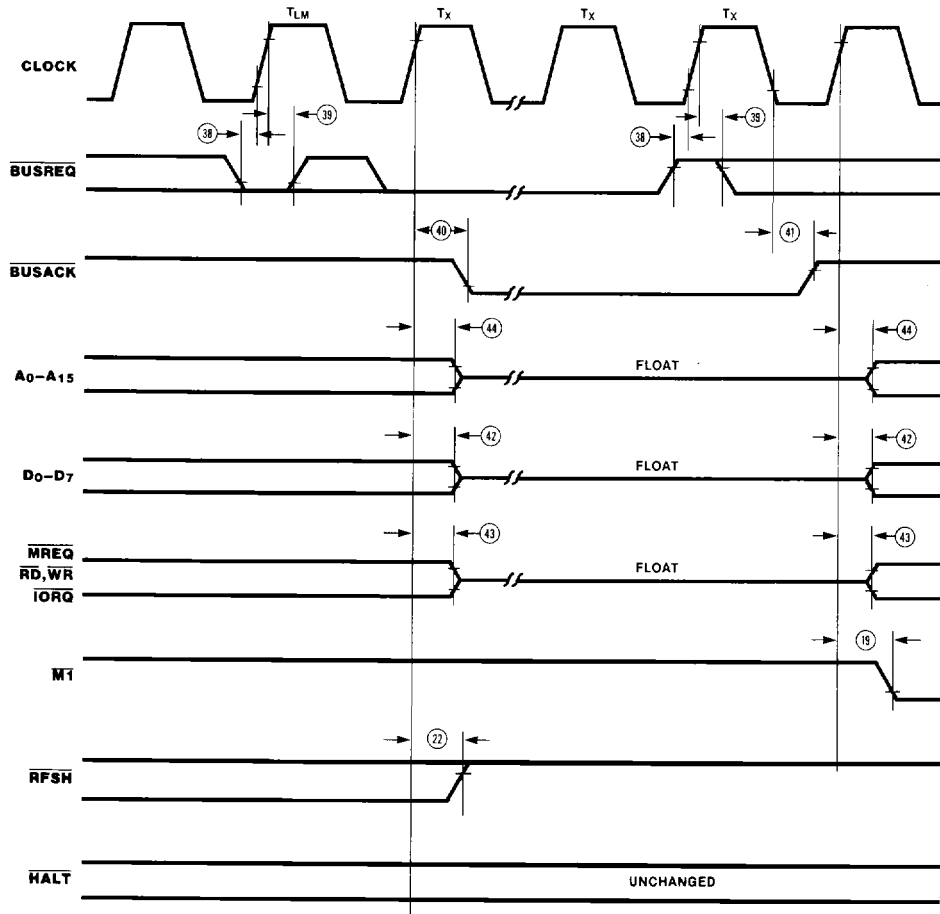 TLM TX TX TX
CLOCK
38 39 38 39
BUSREQ
40 41
BUSACK
44 44
A0–A15 FLOAT
42 42
D0–D7 FLOAT
43 43
MREQ
RD, WR FLOAT
IORQ
19
M1
22
RFSH
HALT UNCHANGED